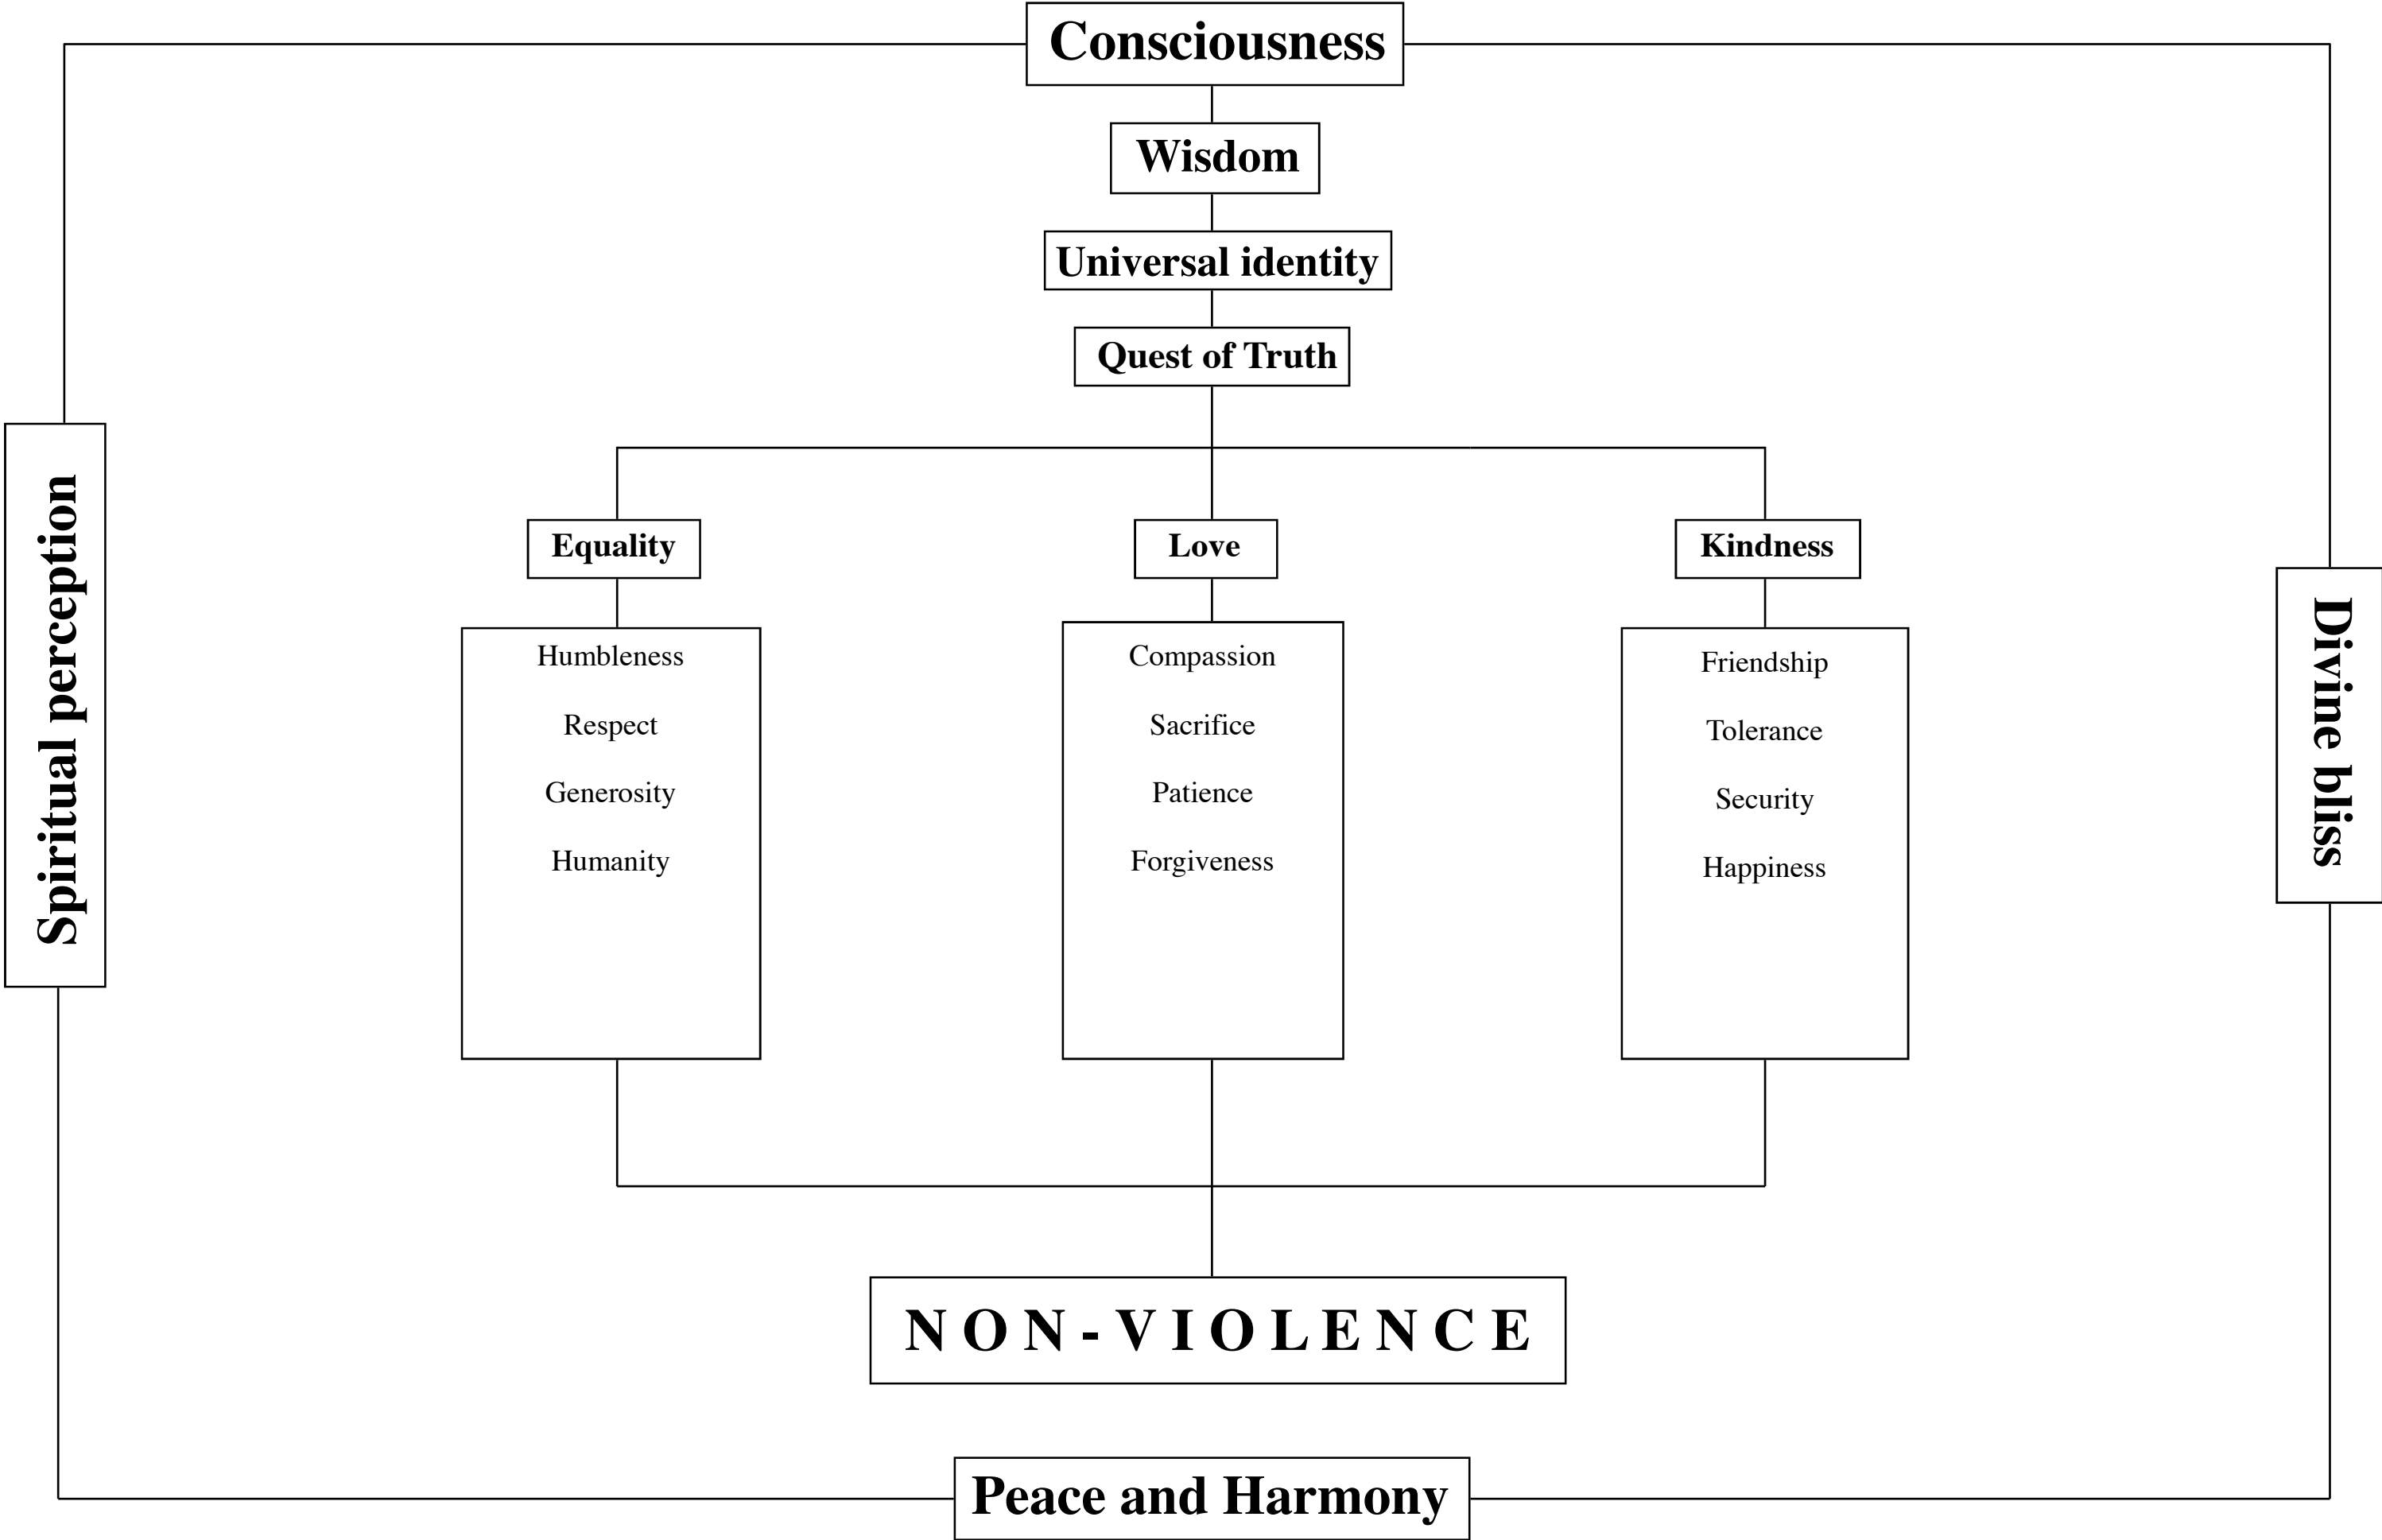 Consciousness
Wisdom
Universal identity
Quest of Truth
Spiritual perception
Equality
Humbleness
Respect
Generosity
Humanity
Love
Compassion
Sacrifice
Patience
Forgiveness
Kindness
Friendship
Tolerance
Security
Happiness
Divine bliss
NON-VIOLENCE
Peace and Harmony